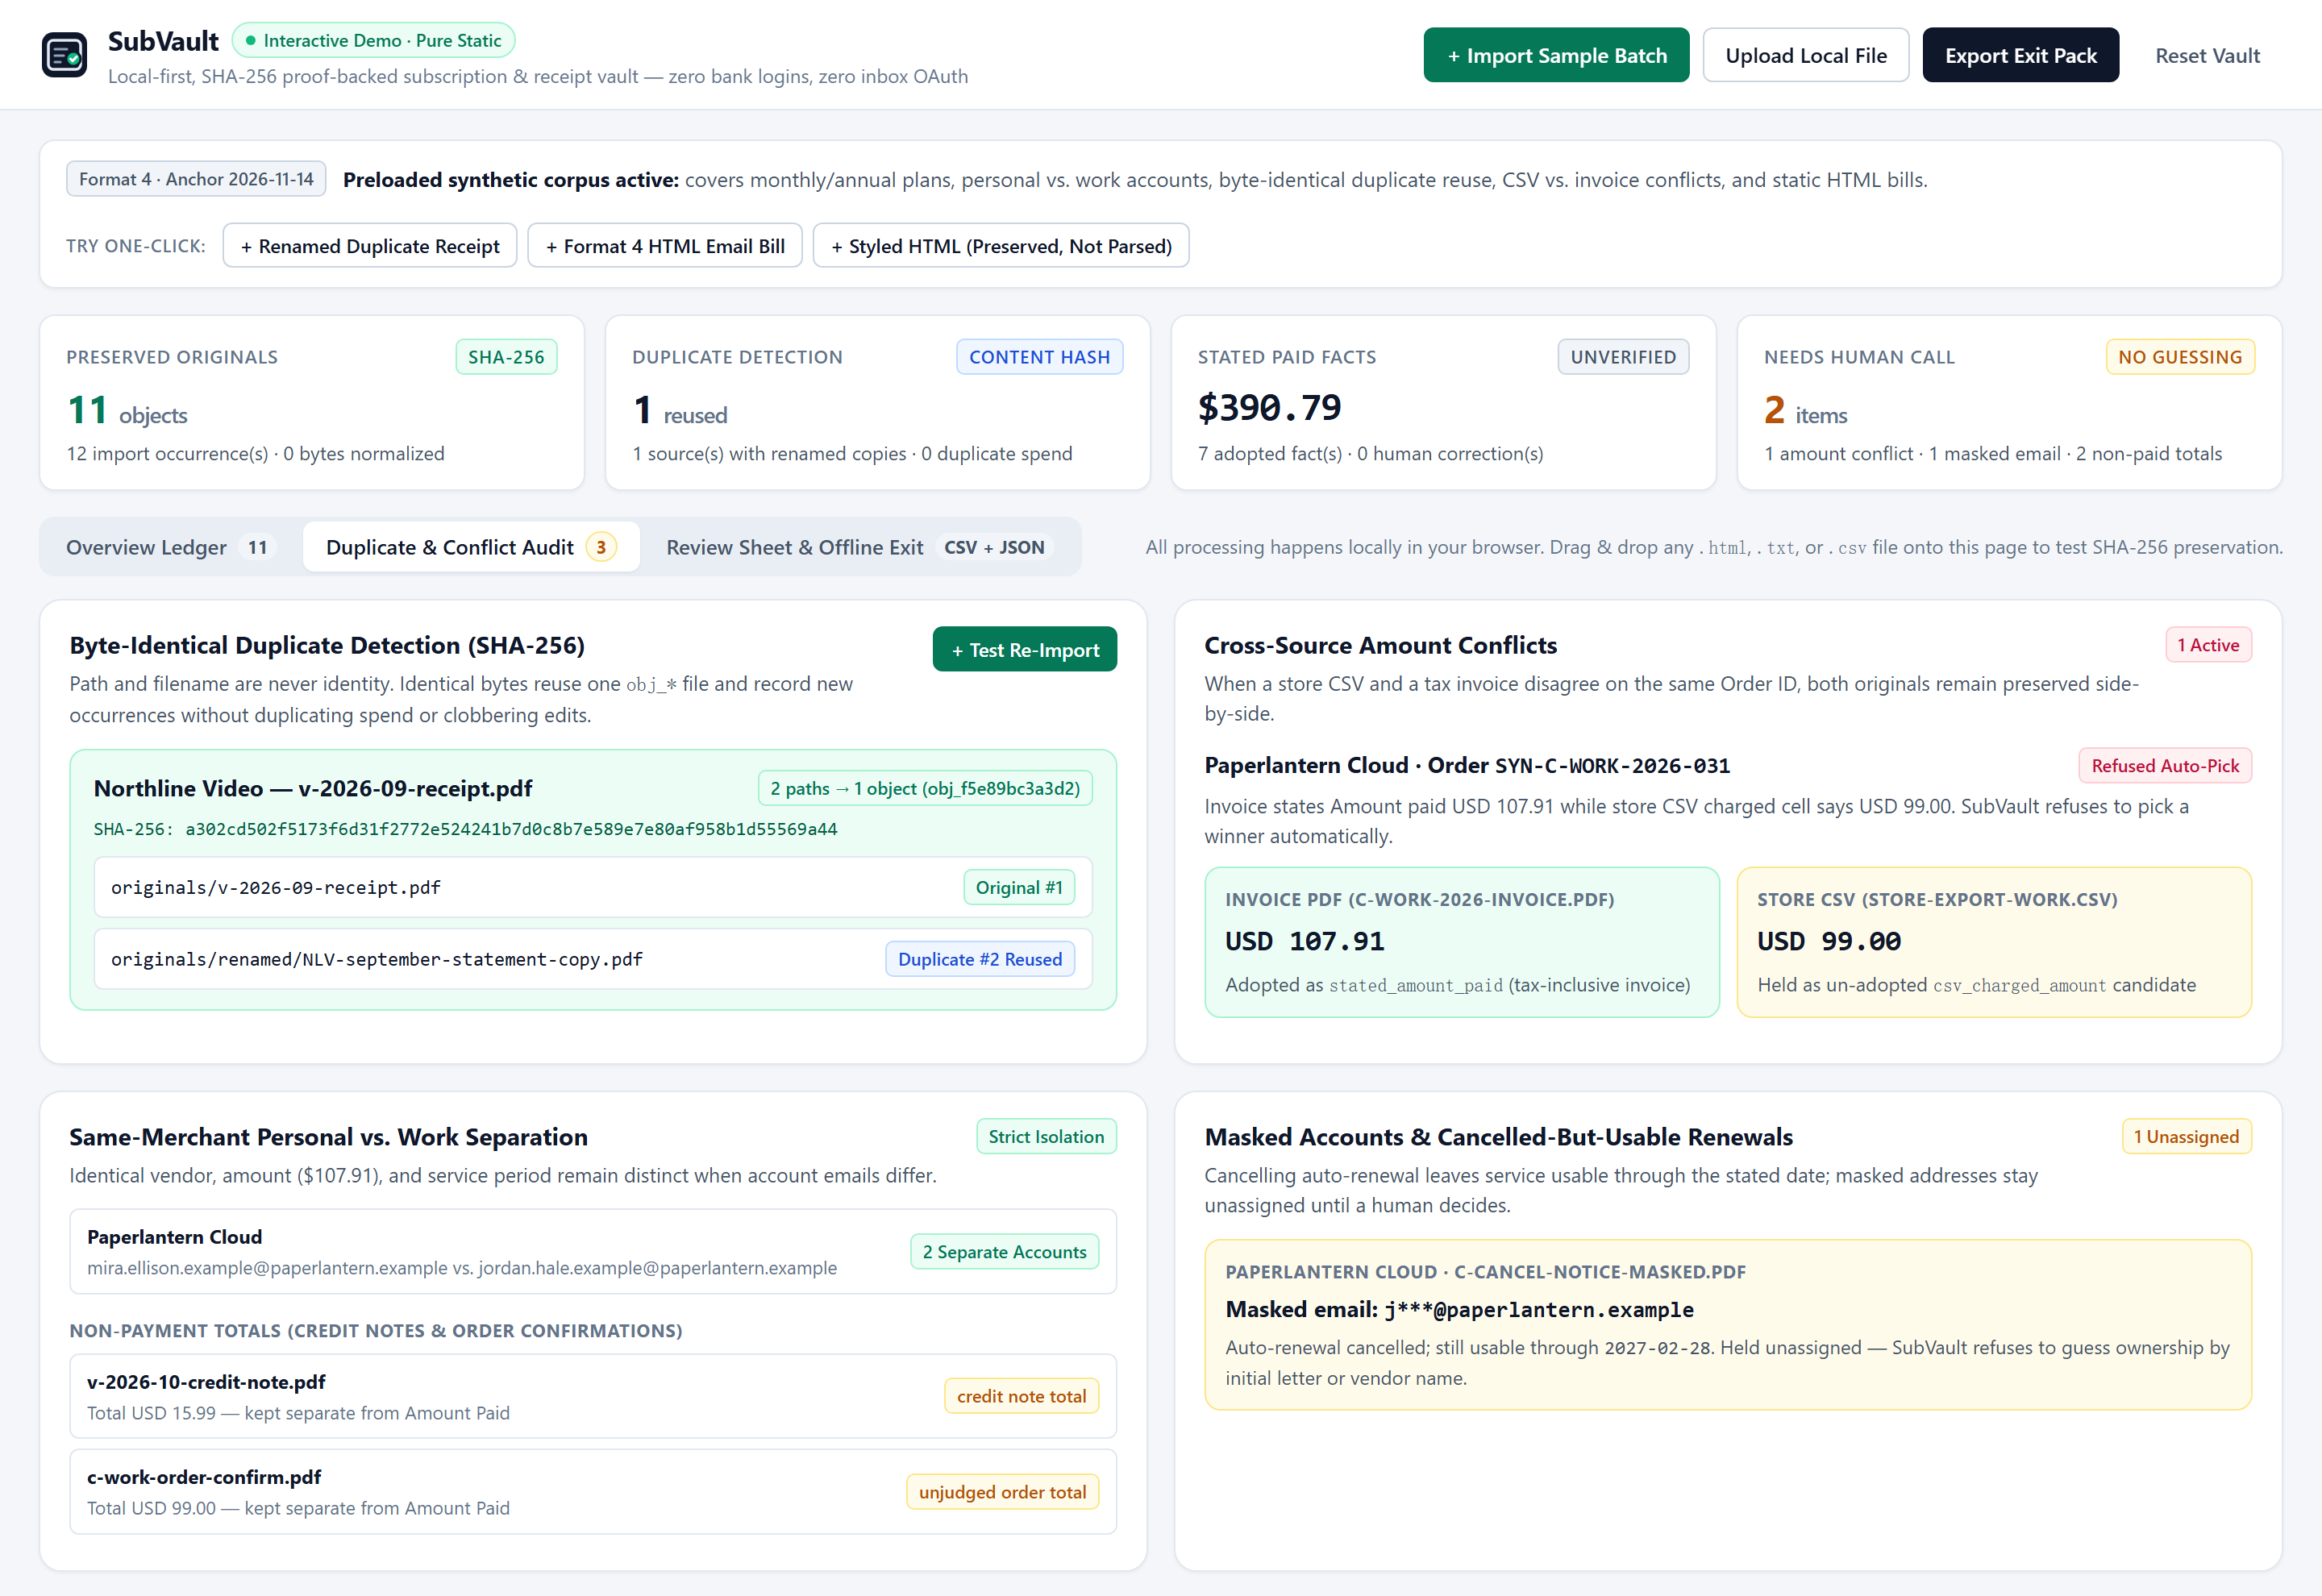 SubVault
Interactive Demo · Pure Static
Local-first, SHA-256 proof-backed subscription & receipt vault — zero bank logins, zero inbox OAuth
+ Import Sample Batch
Upload Local File
Export Exit Pack
Reset Vault
Format 4 · Anchor 2026-11-14
Preloaded synthetic corpus active: covers monthly/annual plans, personal vs. work accounts, byte-identical duplicate reuse, CSV vs. invoice conflicts, and static HTML bills.
TRY ONE-CLICK:
+ Renamed Duplicate Receipt
+ Format 4 HTML Email Bill
+ Styled HTML (Preserved, Not Parsed)
PRESERVED ORIGINALS
SHA-256
11 objects
12 import occurrence(s) · 0 bytes normalized
DUPLICATE DETECTION
CONTENT HASH
1 reused
1 source(s) with renamed copies · 0 duplicate spend
STATED PAID FACTS
UNVERIFIED
$390.79
7 adopted fact(s) · 0 human correction(s)
NEEDS HUMAN CALL
NO GUESSING
2 items
1 amount conflict · 1 masked email · 2 non-paid totals
Overview Ledger 11
Duplicate & Conflict Audit 3
Review Sheet & Offline Exit CSV + JSON
All processing happens locally in your browser. Drag & drop any .html, .txt, or .csv file onto this page to test SHA-256 preservation.
Byte-Identical Duplicate Detection (SHA-256)
+ Test Re-Import
Path and filename are never identity. Identical bytes reuse one obj_* file and record new
occurrences without duplicating spend or clobbering edits.
Northline Video — v-2026-09-receipt.pdf
2 paths → 1 object (obj_f5e89bc3a3d2)
SHA-256: a302cd502f5173f6d31f2772e524241b7d0c8b7e589e7e80af958b1d55569a44
originals/v-2026-09-receipt.pdf
Original #1
originals/renamed/NLV-september-statement-copy.pdf
Duplicate #2 Reused
Cross-Source Amount Conflicts
1 Active
When a store CSV and a tax invoice disagree on the same Order ID, both originals remain preserved side-
by-side.
Paperlantern Cloud · Order SYN-C-WORK-2026-031
Refused Auto-Pick
Invoice states Amount paid USD 107.91 while store CSV charged cell says USD 99.00. SubVault refuses to pick a
winner automatically.
INVOICE PDF (C-WORK-2026-INVOICE.PDF)
USD 107.91
Adopted as stated_amount_paid (tax-inclusive invoice)
STORE CSV (STORE-EXPORT-WORK.CSV)
USD 99.00
Held as un-adopted csv_charged_amount candidate
Same-Merchant Personal vs. Work Separation
Strict Isolation
Identical vendor, amount ($107.91), and service period remain distinct when account emails differ.
Paperlantern Cloud
mira.ellison.example@paperlantern.example vs. jordan.hale.example@paperlantern.example
2 Separate Accounts
NON-PAYMENT TOTALS (CREDIT NOTES & ORDER CONFIRMATIONS)
v-2026-10-credit-note.pdf
Total USD 15.99 — kept separate from Amount Paid
credit note total
c-work-order-confirm.pdf
Total USD 99.00 — kept separate from Amount Paid
unjudged order total
Masked Accounts & Cancelled-But-Usable Renewals
1 Unassigned
Cancelling auto-renewal leaves service usable through the stated date; masked addresses stay
unassigned until a human decides.
PAPERLANTERN CLOUD · C-CANCEL-NOTICE-MASKED.PDF
Masked email: j***@paperlantern.example
Auto-renewal cancelled; still usable through 2027-02-28. Held unassigned — SubVault refuses to guess ownership by
initial letter or vendor name.